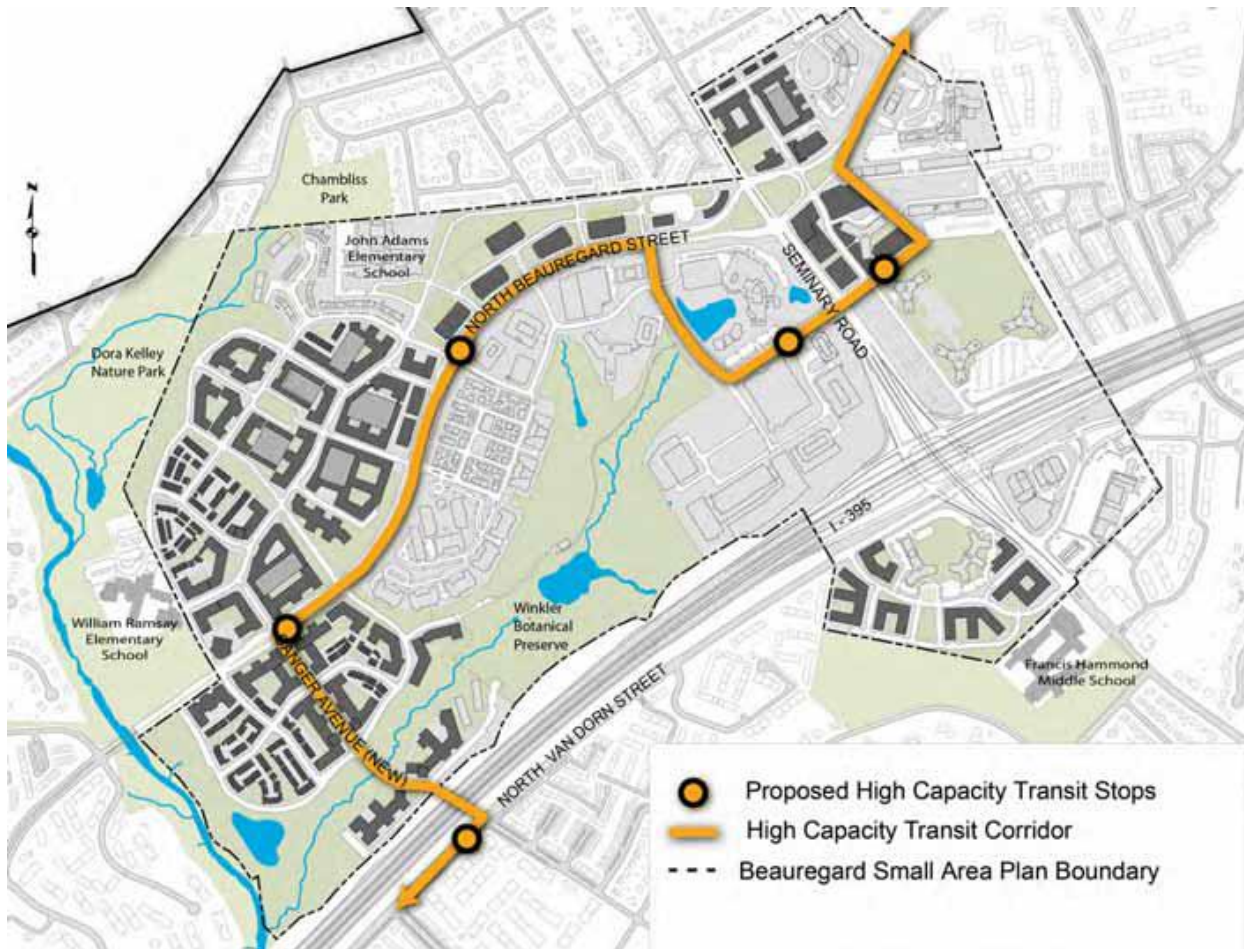 Chambliss
Park
z
John Adams
Elementary
School
NORTH BEAUREGARD STREET
SEMINARY ROAD
Dora Kelley
Nature Park
I - 395
William Ramsay
Elementary
School
Winkler
Botanical
Preserve
Francis Hammond
Middle School
SANGER AVENUE (NEW)
NORTH VAN DORN STREET
Proposed High Capacity Transit Stops
High Capacity Transit Corridor
Beauregard Small Area Plan Boundary